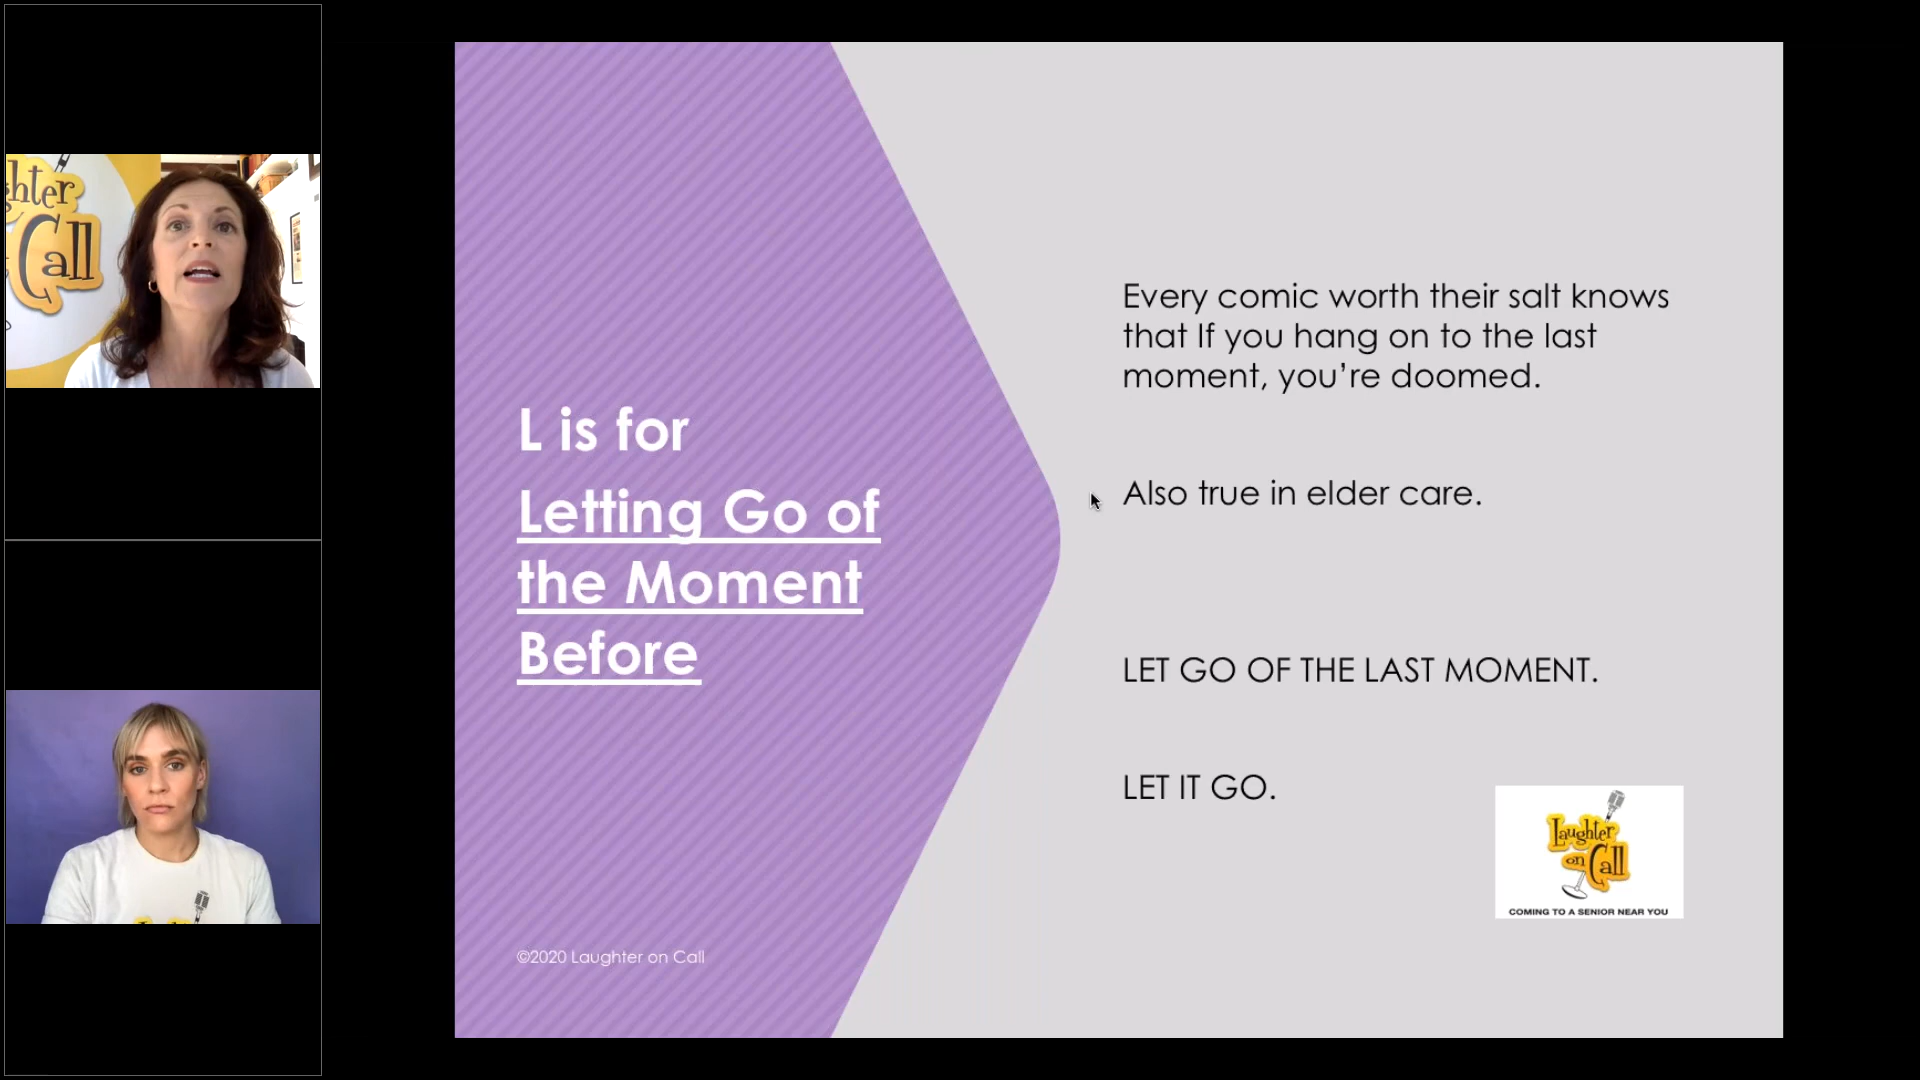 ghter
Call
L is for
Letting Go of
the Moment
Before
©2020 Laughter on Call
Every comic worth their salt knows
that If you hang on to the last
moment, you’re doomed.
Also true in elder care.
LET GO OF THE LAST MOMENT.
LET IT GO.
Laughter
on Call
COMING TO A SENIOR NEAR YOU